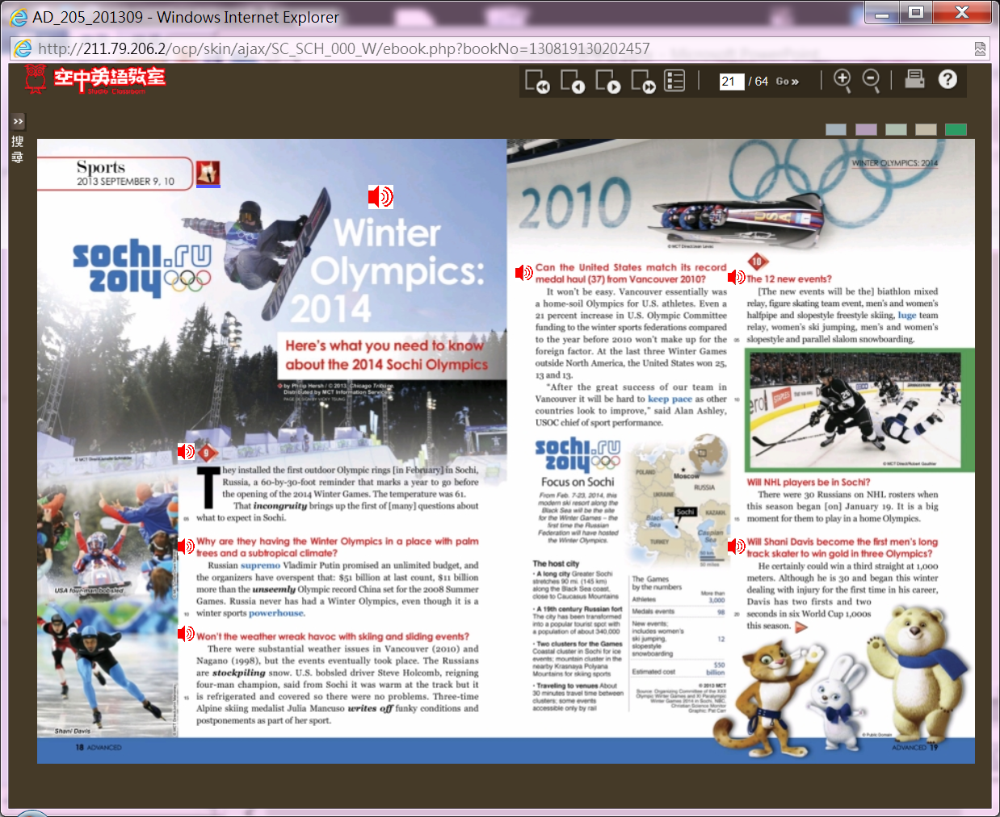 AD_205_201309 - Windows Internet Explorer
http://211.79.206.2/ocp/skin/ajax/SC_SCH_000_W/ebook.php?bookNo=130819130202457
空中英語教室
Studio Classroom
21 / 64 Go »
?
>>
搜
尋
Sports
2013 SEPTEMBER 9, 10
sochi.ru
2014
Winter
Olympics:
2014
Here's what you need to know
about the 2014 Sochi Olympics
by Philip Hersh / © 2013, Chicago Tribune.
Distributed by MCT Information Services
PAGE DESIGN BY VICKY TSUNG
9
They installed the first outdoor Olympic rings [in February] in Sochi,
Russia, a 60-by-30-foot reminder that marks a year to go before
the opening of the 2014 Winter Games. The temperature was 61.
That incongruity brings up the first of [many] questions about
05 what to expect in Sochi.
Why are they having the Winter Olympics in a place with palm
trees and a subtropical climate?
Russian supremo Vladimir Putin promised an unlimited budget, and
the organizers have overspent that: $51 billion at last count, $11 billion
more than the unseemly Olympic record China set for the 2008 Summer
Games. Russia never has had a Winter Olympics, even though it is a
10 winter sports powerhouse.
Won't the weather wreak havoc with skiing and sliding events?
There were substantial weather issues in Vancouver (2010) and
Nagano (1998), but the events eventually took place. The Russians
are stockpiling snow. U.S. bobsled driver Steve Holcomb, reigning
four-man champion, said from Sochi it was warm at the track but it
15 is refrigerated and covered so there were no problems. Three-time
Alpine skiing medalist Julia Mancuso writes off funky conditions and
postponements as part of her sport.
USA four-man bobsled
Shani Davis
18 ADVANCED
WINTER OLYMPICS: 2014
2010
USA
Can the United States match its record
medal haul (37) from Vancouver 2010?
It won't be easy. Vancouver essentially was
a home-soil Olympics for U.S. athletes. Even a
21 percent increase in U.S. Olympic Committee
funding to the winter sports federations compared
to the year before 2010 won't make up for the
foreign factor. At the last three Winter Games
outside North America, the United States won 25,
13 and 13.
"After the great success of our team in
Vancouver it will be hard to keep pace as other
countries look to improve," said Alan Ashley,
USOC chief of sport performance.
sochi.ru
2014
Focus on Sochi
From Feb. 7-23, 2014, this
modern ski resort along the
Black Sea will be the site
for the Winter Games – the
first time the Russian
Federation will have hosted
the Winter Olympics.
POLAND
Moscow
RUSSIA
UKRAINE
Black
Sea
Sochi
KAZAKH.
Caspian
Sea
TURKEY
50 km
50 miles
The host city
· A long city Greater Sochi
stretches 90 mi. (145 km)
along the Black Sea coast,
close to Caucasus Mountains
· A 19th century Russian fort
The city has been transformed
into a popular tourist spot with
a population of about 340,000
· Two clusters for the Games
Coastal cluster in Sochi for ice
events; mountain cluster in the
nearby Krasnaya Polyana
Mountains for skiing sports
· Traveling to venues About
30 minutes travel time between
clusters; some events
accessible only by rail
The Games
by the numbers
More than
Athletes 3,000
Medals events 98
New events;
includes women's
ski jumping,
slopestyle
snowboarding 12
Estimated cost $50
billion
© 2013 MCT
Source: Organizing Committee of the XXII
Olympic Winter Games and XI Paralympic
Winter Games 2014 in Sochi, NBC,
Christian Science Monitor
Graphic: Pat Carr
10
The 12 new events?
[The new events will be the] biathlon mixed
relay, figure skating team event, men's and women's
halfpipe and slopestyle freestyle skiing, luge team
relay, women's ski jumping, men's and women's
05 slopestyle and parallel slalom snowboarding.
10
Will NHL players be in Sochi?
There were 30 Russians on NHL rosters when
this season began [on] January 19. It is a big
15 moment for them to play in a home Olympics.
Will Shani Davis become the first men's long
track skater to win gold in three Olympics?
He certainly could win a third straight at 1,000
meters. Although he is 30 and began this winter
dealing with injury for the first time in his career,
Davis has two firsts and two
20 seconds in six World Cup 1,000s
this season.
© Public Domain
ADVANCED 19